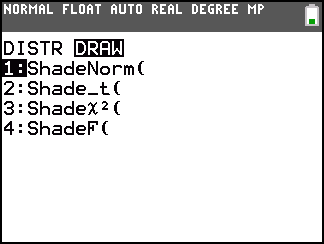 NORMAL FLOAT AUTO REAL DEGREE MP
DISTR DRAW
1:ShadeNorm(
2:Shade_t(
3:Shadeχ²(
4:ShadeF(